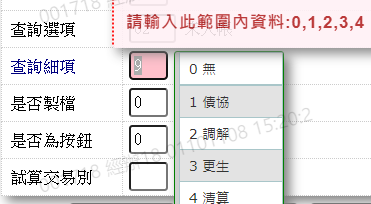 請輸入此範圍內資料:0,1,2,3,4
查詢選項
查詢細項 9
0 無
1 債協
是否製檔 0
2 調解
是否為按鈕 0
3 更生
試算交易別
4 清算